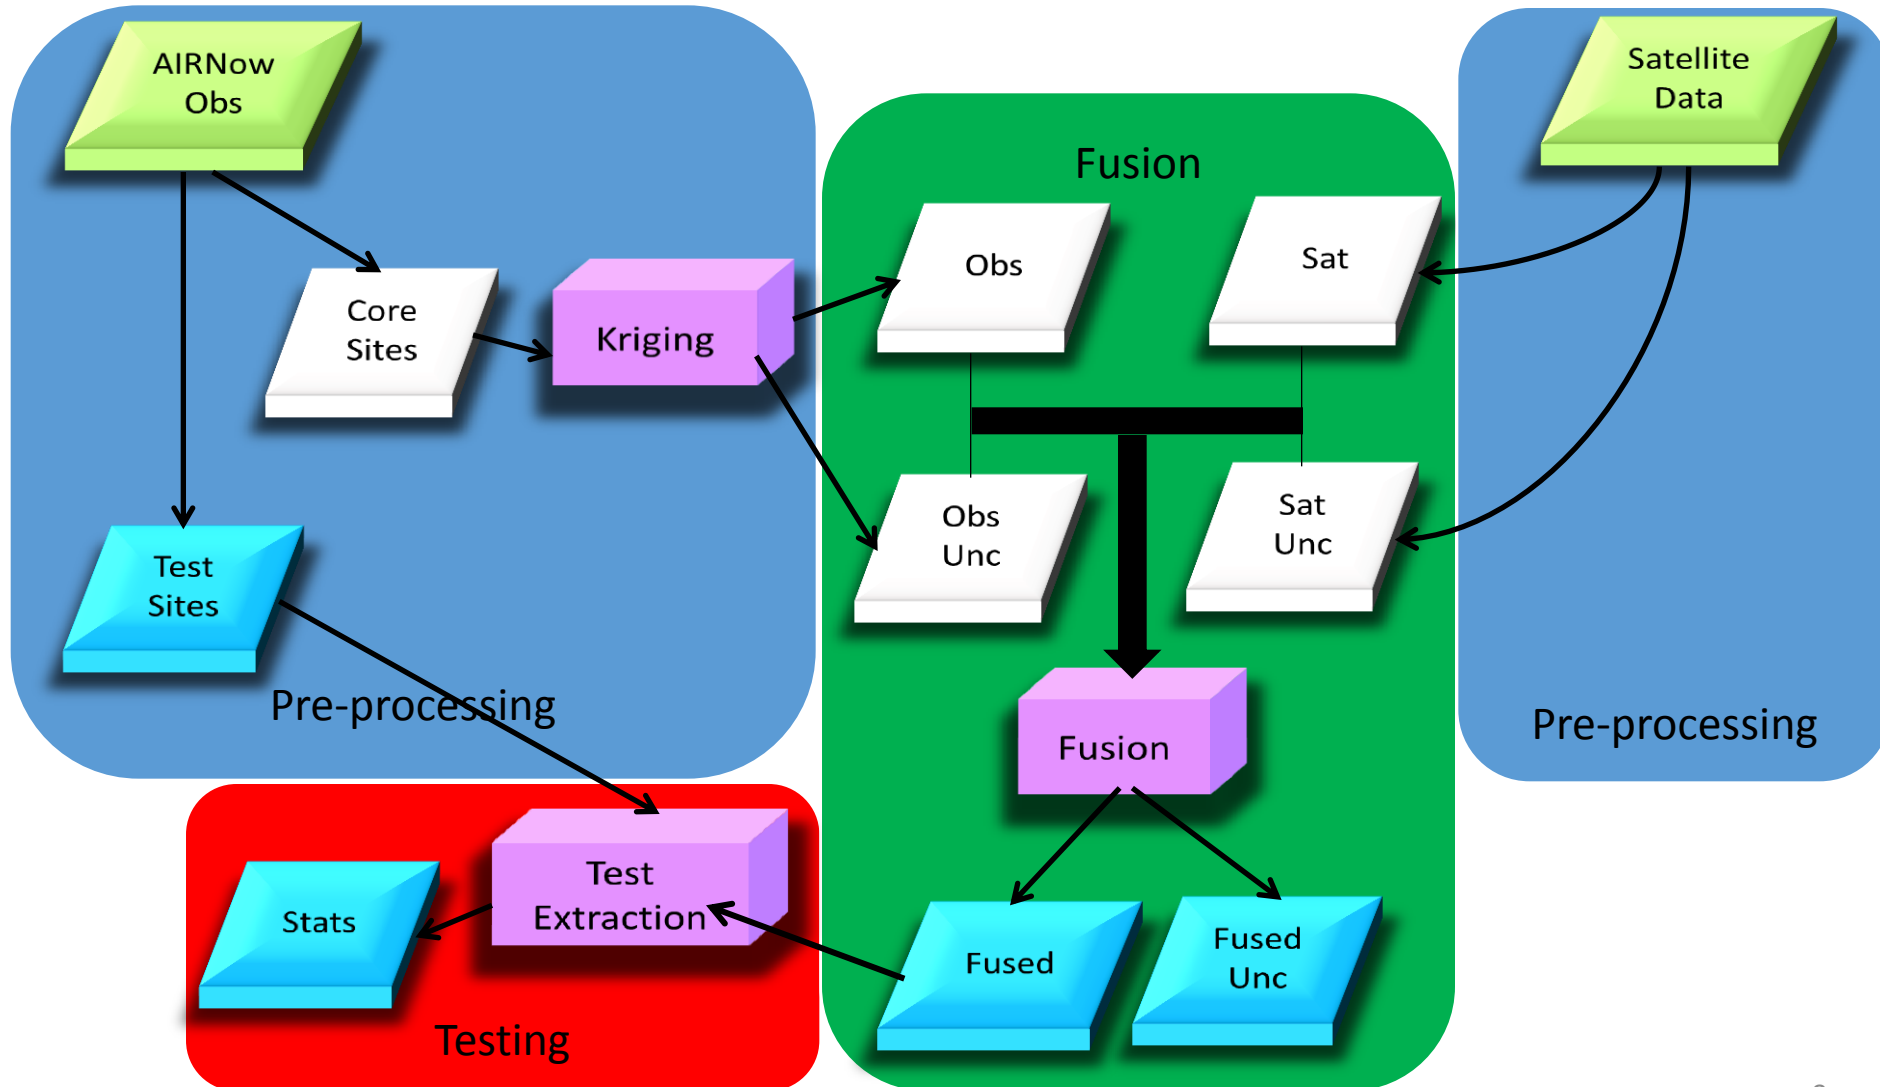 AIRNow
Obs
Satellite
Data
Fusion
Obs
Sat
Core
Sites
Kriging
Obs
Unc
Sat
Unc
Test
Sites
Pre-processing
Pre-processing
Fusion
Test
Extraction
Stats
Fused
Fused
Unc
Testing